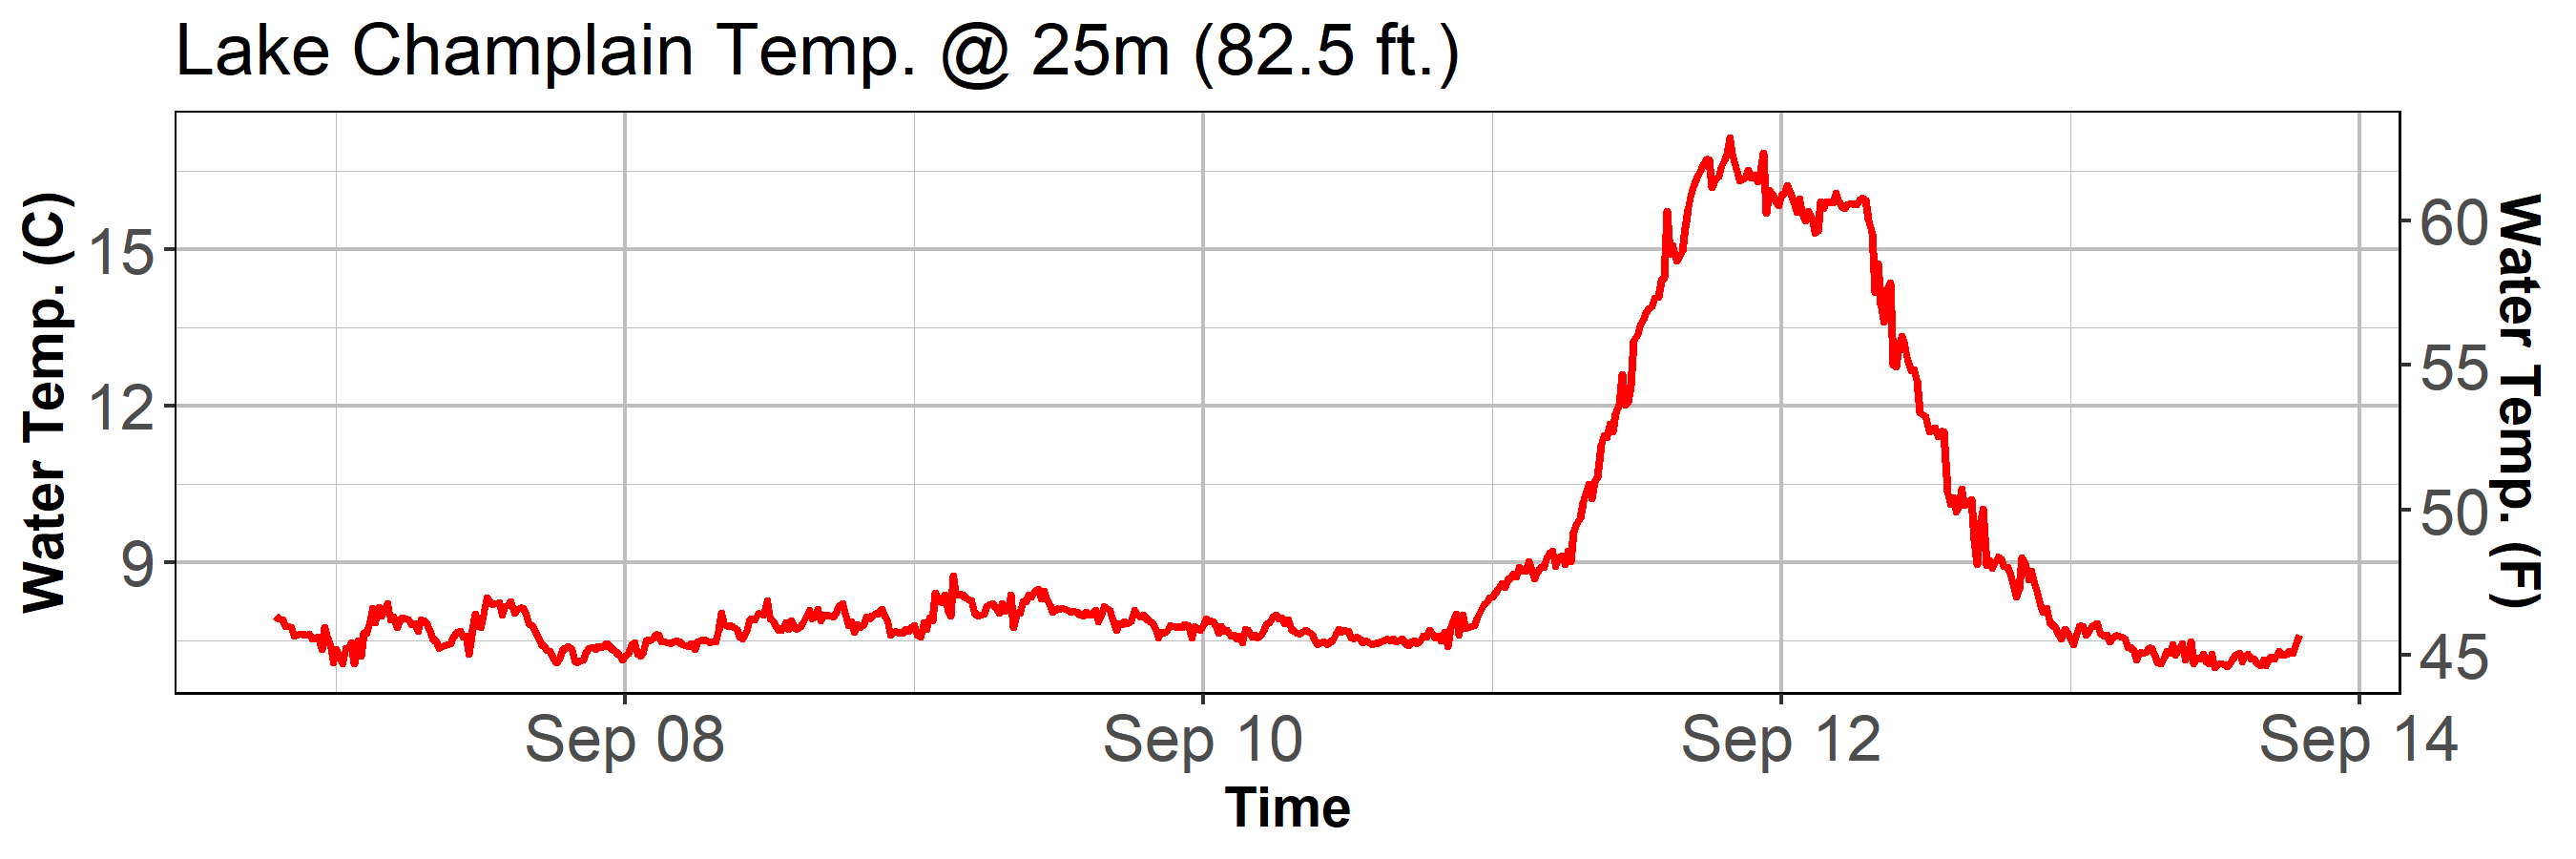 Lake Champlain Temp. @ 25m (82.5 ft.)
Water Temp. (C)
15
12
9
60
55
50
45
Water Temp. (F)
Sep 08
Sep 10
Sep 12
Sep 14
Time